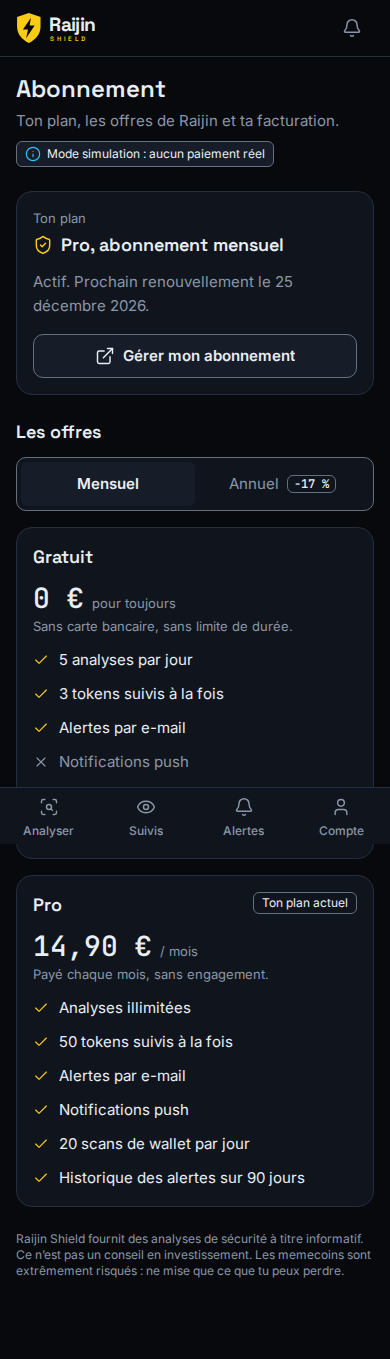 Raijin
SHIELD
Abonnement
Ton plan, les offres de Raijin et ta facturation.
Mode simulation : aucun paiement réel
Ton plan
Pro, abonnement mensuel
Actif. Prochain renouvellement le 25
décembre 2026.
Gérer mon abonnement
Les offres
Mensuel
Annuel -17 %
Gratuit
0 € pour toujours
Sans carte bancaire, sans limite de durée.
5 analyses par jour
3 tokens suivis à la fois
Alertes par e-mail
Notifications push
Analyser
Suivis
Alertes
Compte
Pro
Ton plan actuel
14,90 € / mois
Payé chaque mois, sans engagement.
Analyses illimitées
50 tokens suivis à la fois
Alertes par e-mail
Notifications push
20 scans de wallet par jour
Historique des alertes sur 90 jours
Raijin Shield fournit des analyses de sécurité à titre informatif.
Ce n'est pas un conseil en investissement. Les memecoins sont
extrêmement risqués : ne mise que ce que tu peux perdre.